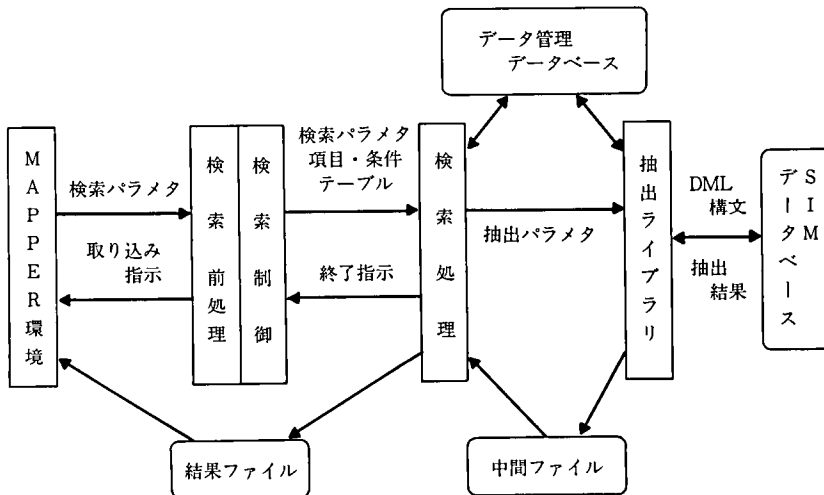 データ管理
データベース
MAPPER環境
検索パラメタ
取り込み
指示
検索前処理
検索制御
検索パラメタ
項目・条件
テーブル
終了指示
検索処理
抽出パラメタ
抽出ライブラリ
DML
構文
抽出
結果
SIM
データベース
結果ファイル
中間ファイル